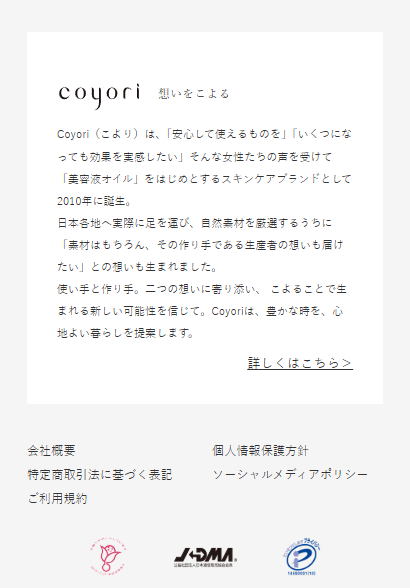 coyori 想いをこよる
Coyori（こより）は、「安心して使えるものを」「いくつにな
っても効果を実感したい」そんな女性たちの声を受けて
「美容液オイル」をはじめとするスキンケアブランドとして
2010年に誕生。
日本各地へ実際に足を運び、自然素材を厳選するうちに
「素材はもちろん、その作り手である生産者の想いも届け
たい」との想いも生まれました。
使い手と作り手。二つの想いに寄り添い、 こよることで生
まれる新しい可能性を信じて。Coyoriは、豊かな時を、心
地よい暮らしを提案します。
詳しくはこちら＞
会社概要 個人情報保護方針
特定商取引法に基づく表記 ソーシャルメディアポリシー
ご利用規約
JADMA
公益社団法人日本通信販売協会会員